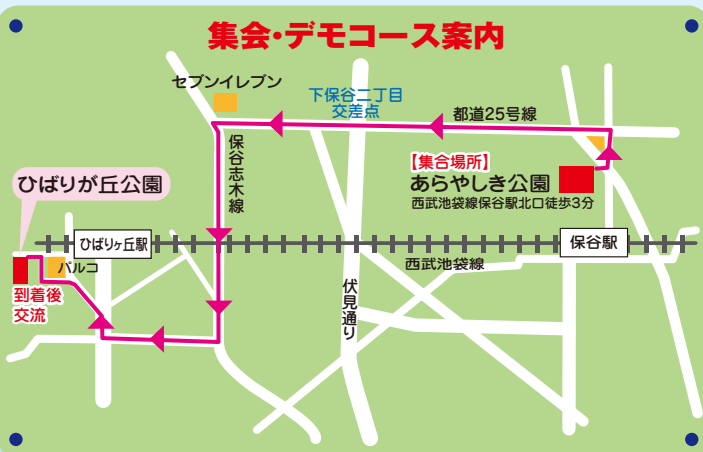 集会・デモコース案内
セブンイレブン
下保谷二丁目
交差点
都道25号線
保谷志木線
【集合場所】
あらやしき公園
西武池袋線保谷駅北口徒歩3分
ひばりが丘公園
ひばりヶ丘駅
保谷駅
西武池袋線
パルコ
伏見通り
到着後
交流